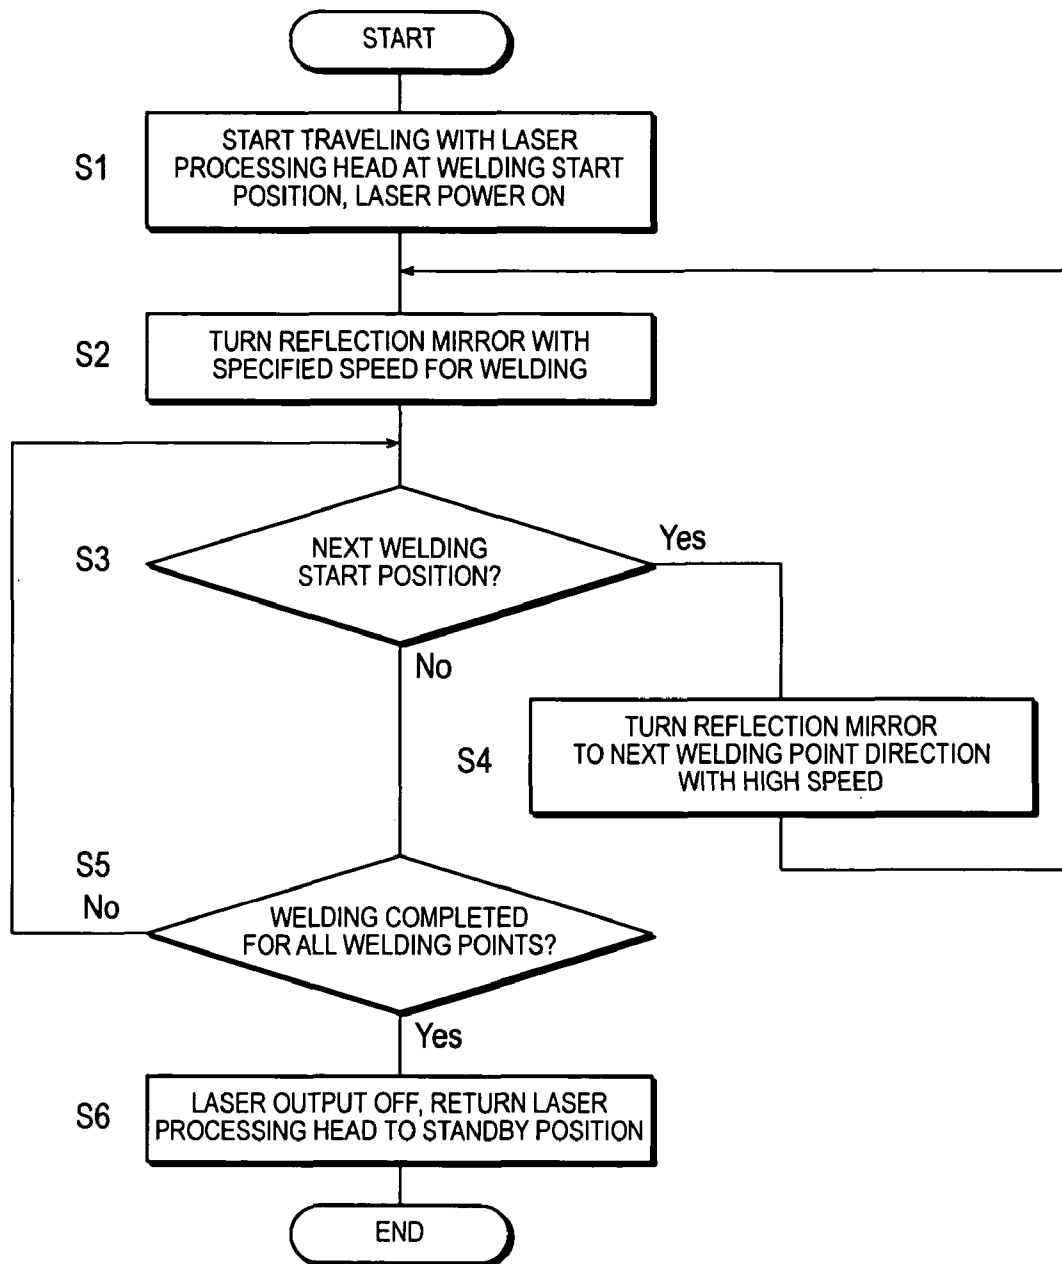 START
S1
START TRAVELING WITH LASER
PROCESSING HEAD AT WELDING START
POSITION, LASER POWER ON
S2
TURN REFLECTION MIRROR WITH
SPECIFIED SPEED FOR WELDING
S3
NEXT WELDING
START POSITION?
Yes
No
S4
TURN REFLECTION MIRROR
TO NEXT WELDING POINT DIRECTION
WITH HIGH SPEED
S5
No
WELDING COMPLETED
FOR ALL WELDING POINTS?
Yes
S6
LASER OUTPUT OFF, RETURN LASER
PROCESSING HEAD TO STANDBY POSITION
END